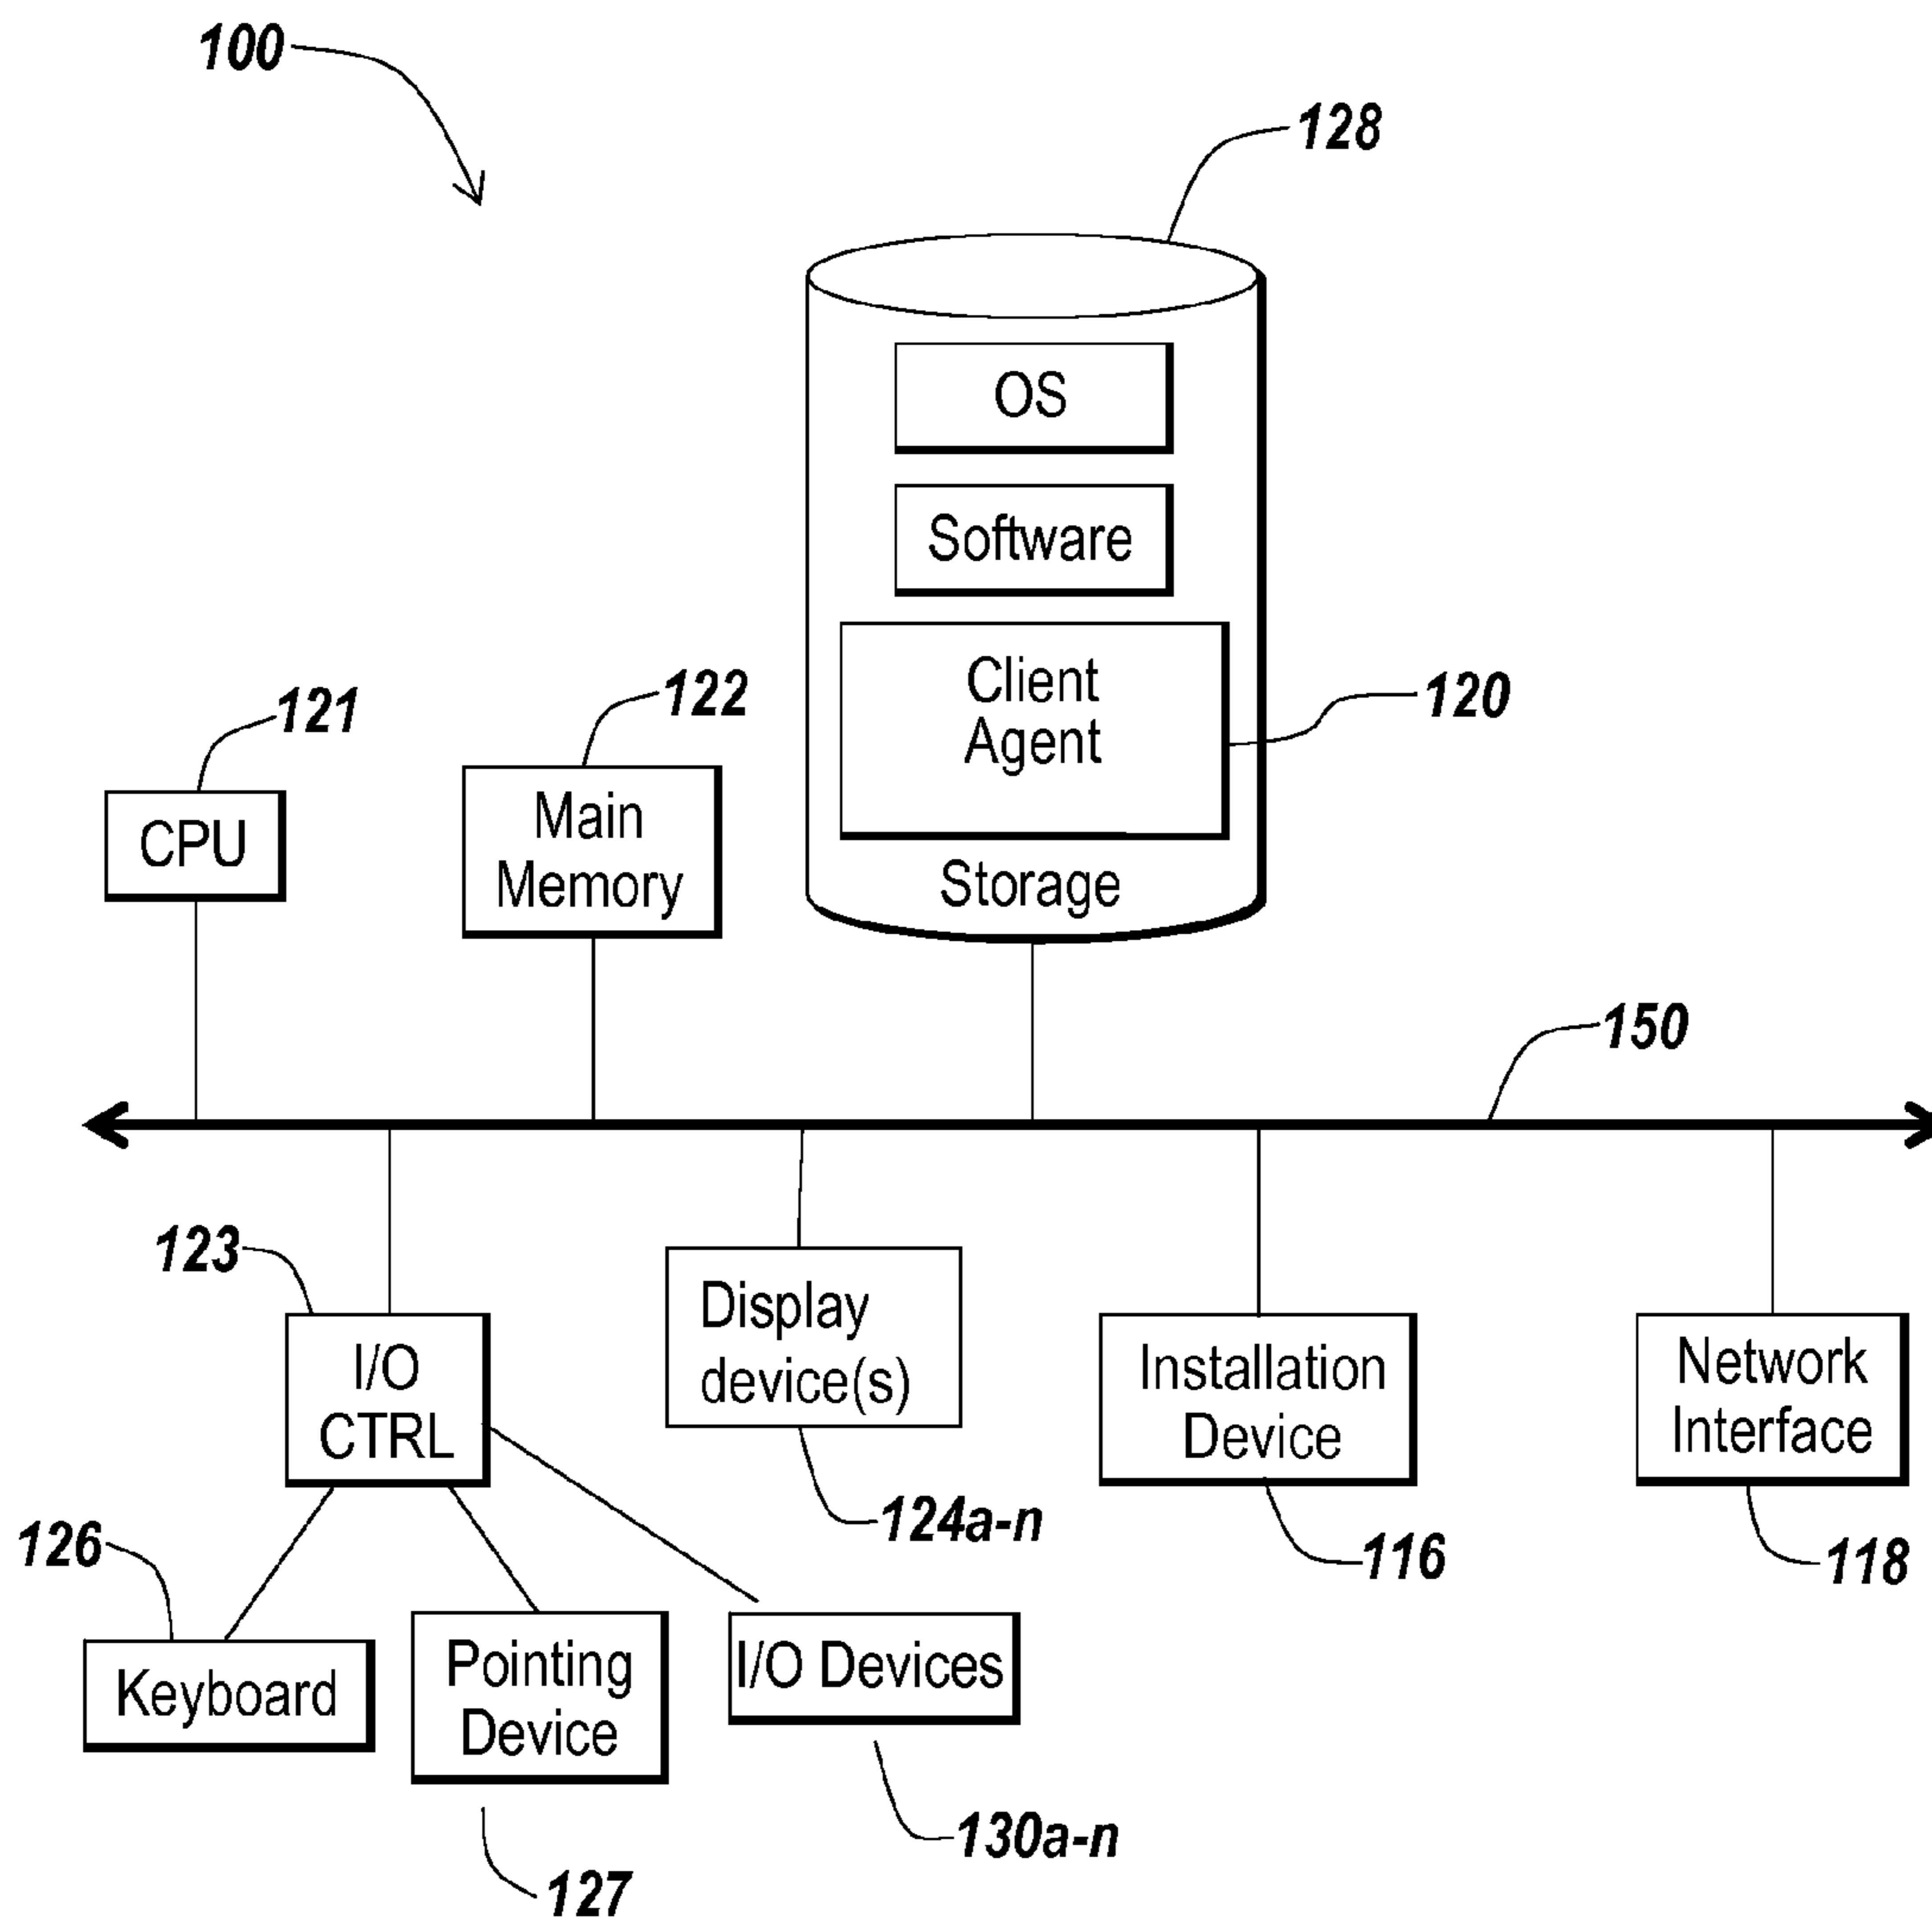 100
128
OS
Software
Client
Agent
120
Storage
121
CPU
122
Main
Memory
150
123
I/O
CTRL
Display
device(s)
124a-n
Installation
Device
116
Network
Interface
118
126
Keyboard
Pointing
Device
127
I/O Devices
130a-n